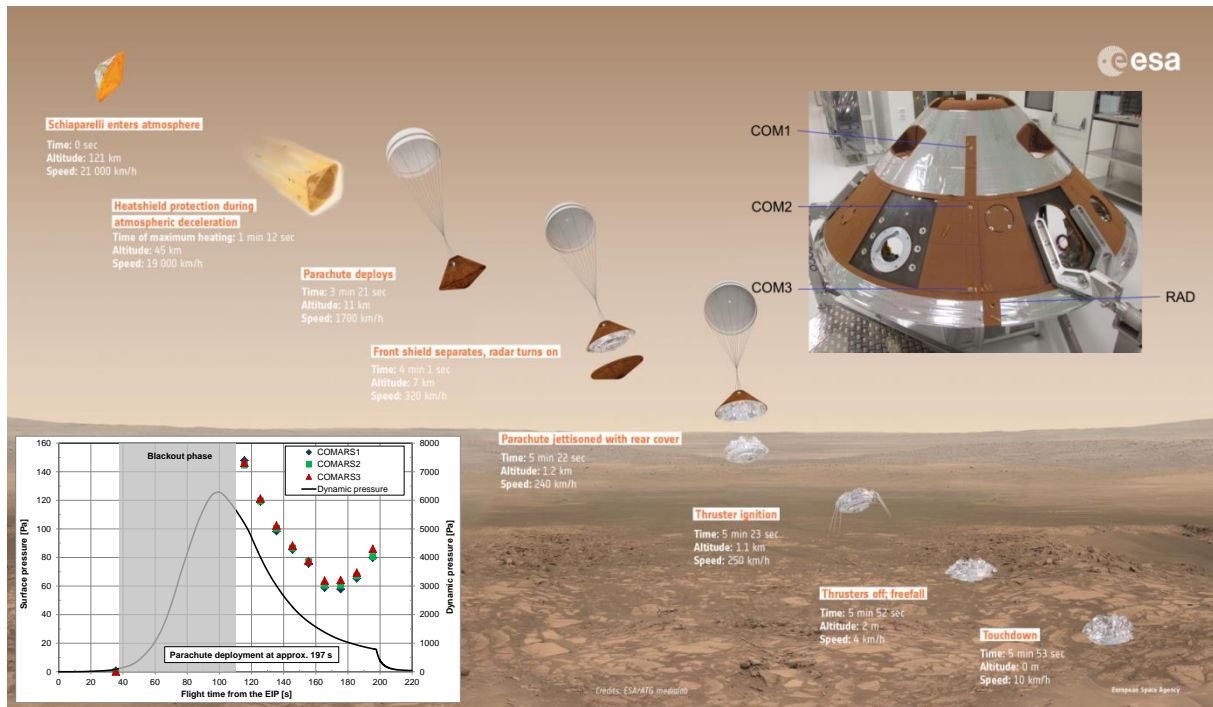 esa
Schiaparelli enters atmosphere
Time: 0 sec
Altitude: 121 km
Speed: 21 000 km/h
Heatshield protection during
atmospheric deceleration
Time of maximum heating: 1 min 12 sec
Altitude: 45 km
Speed: 19 000 km/h
Parachute deploys
Time: 3 min 21 sec
Altitude: 11 km
Speed: 1700 km/h
Front shield separates, radar turns on
Time: 4 min 1 sec
Altitude: 7 km
Speed: 320 km/h
Parachute jettisoned with rear cover
Time: 5 min 22 sec
Altitude: 1.2 km
Speed: 240 km/h
Thruster ignition
Time: 5 min 23 sec
Altitude: 1.1 km
Speed: 250 km/h
Thrusters off; freefall
Time: 5 min 52 sec
Altitude: 2 m
Speed: 4 km/h
Touchdown
Time: 5 min 53 sec
Altitude: 0 m
Speed: 10 km/h
COM1
COM2
COM3
RAD
Blackout phase
COMARS1
COMARS2
COMARS3
Dynamic pressure
Surface pressure [Pa]
160
140
120
100
80
60
40
20
0
Dynamic pressure [Pa]
8000
7000
6000
5000
4000
3000
2000
1000
0
Parachute deployment at approx. 197 s
0 20 40 60 80 100 120 140 160 180 200 220
Flight time from the EIP [s]
Credits: ESA/ATG medialab
European Space Agency